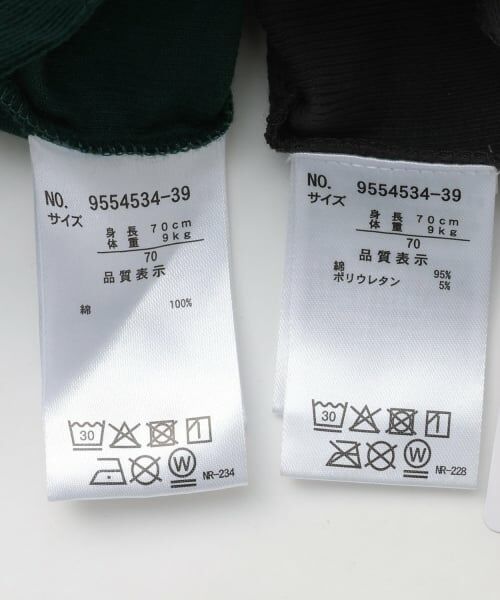 NO. 9554534-39
サイズ
身長 70cm
体重 9kg
70
品質表示
綿 100%
30
W
NR-234
NO. 9554534-39
サイズ
身長 70cm
体重 9kg
70
品質表示
綿 95%
ポリウレタン 5%
30
W
NR-228